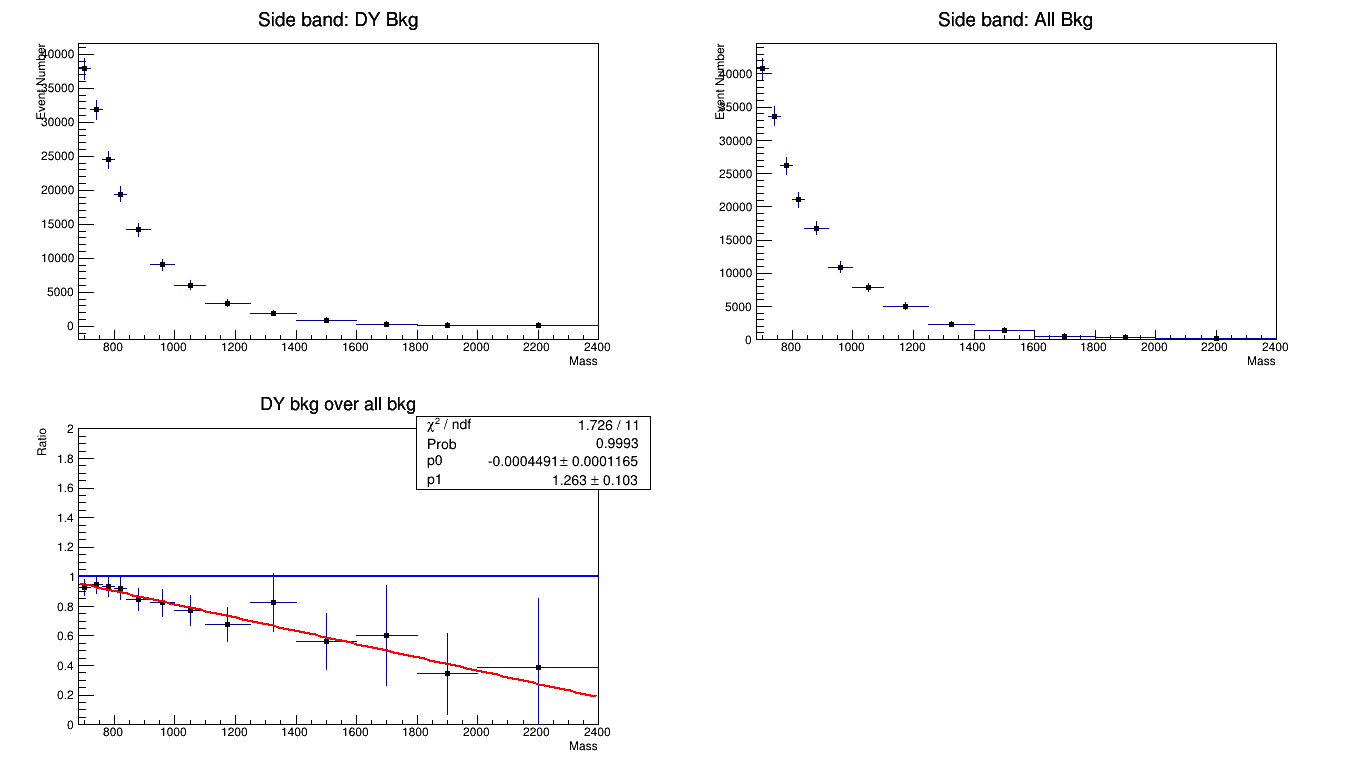 Side band: DY Bkg
Event Number
40000
35000
30000
25000
20000
15000
10000
5000
0
800 1000 1200 1400 1600 1800 2000 2200 2400
Mass
Side band: All Bkg
Event Number
40000
35000
30000
25000
20000
15000
10000
5000
0
800 1000 1200 1400 1600 1800 2000 2200 2400
Mass
DY bkg over all bkg
χ² / ndf 1.726 / 11
Prob 0.9993
p0 -0.0004491 ± 0.0001165
p1 1.263 ± 0.103
Ratio
2
1.8
1.6
1.4
1.2
1
0.8
0.6
0.4
0.2
0
800 1000 1200 1400 1600 1800 2000 2200 2400
Mass